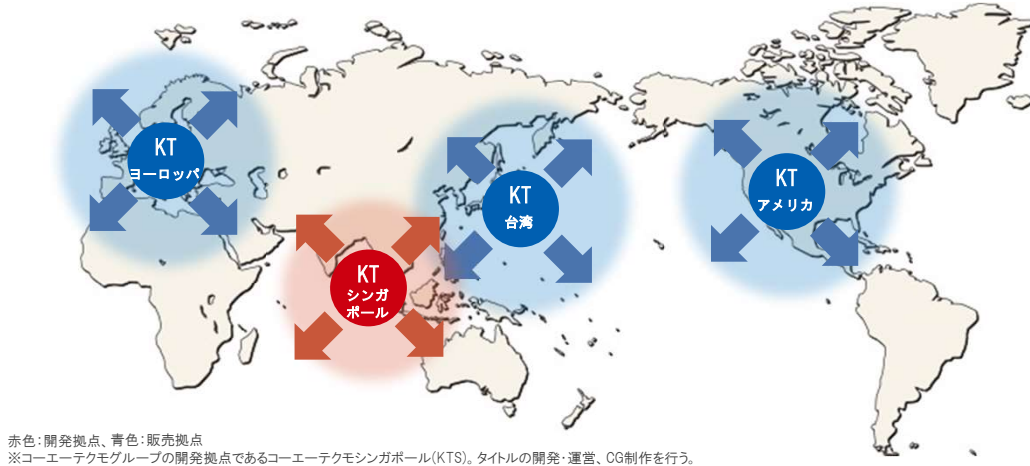 KT
ヨーロッパ
KT
台湾
KT
アメリカ
KT
シンガ
ポール
赤色：開発拠点、青色：販売拠点
※コーエーテクモグループの開発拠点であるコーエーテクモシンガポール(KTS)。タイトルの開発・運営、CG制作を行う。